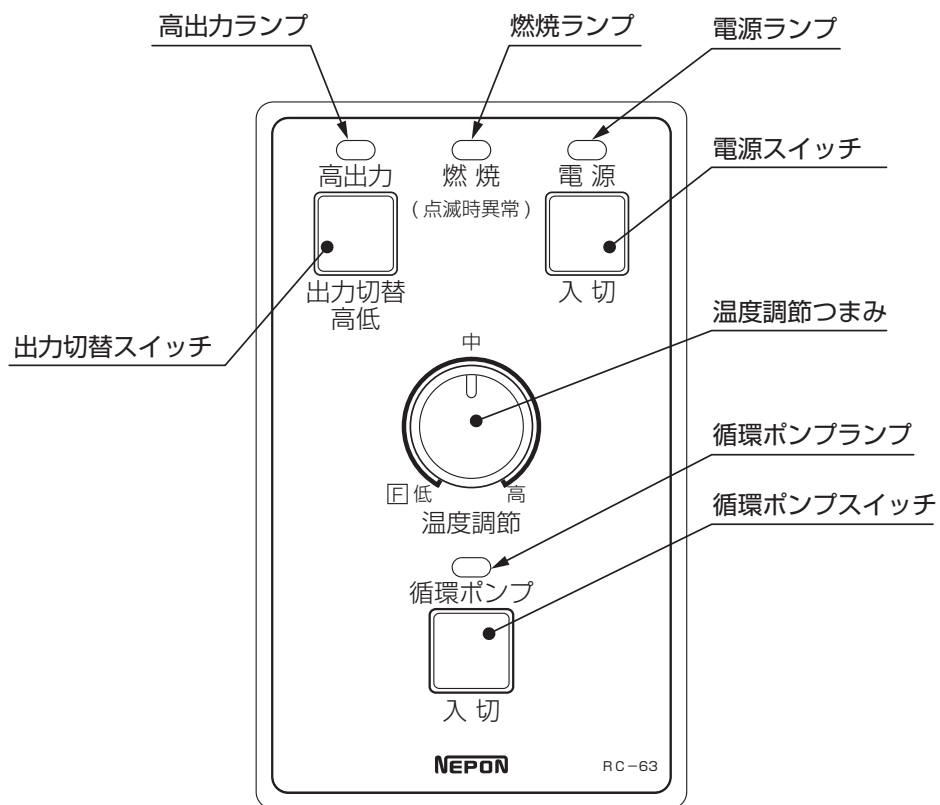 高出力ランプ
燃焼ランプ
電源ランプ
電源スイッチ
高出力
燃 焼
電 源
(点滅時異常)
出力切替
高低
入 切
出力切替スイッチ
温度調節つまみ
中
F 低
高
温度調節
循環ポンプランプ
循環ポンプスイッチ
循環ポンプ
入 切
NEPON
RC-63